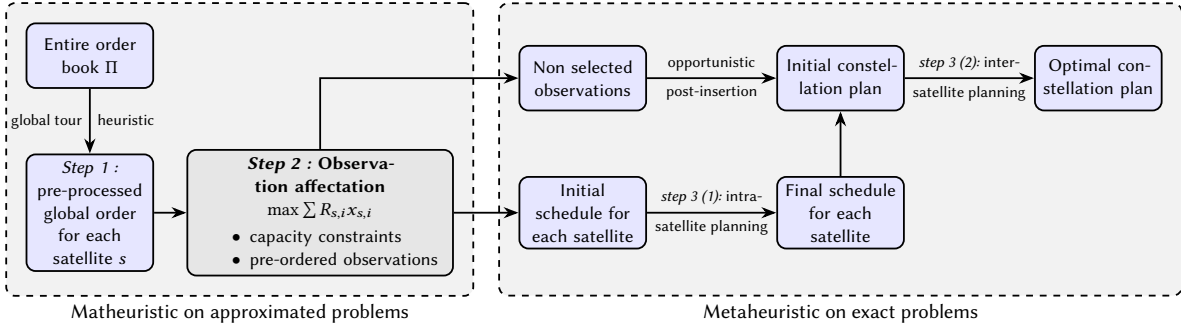 Entire order
book Π
global tour heuristic
Step 1 :
pre-processed
global order
for each
satellite s
Step 2 : Observa-
tion affectation
max ∑ R_{s,i} x_{s,i}
• capacity constraints
• pre-ordered observations
Matheuristic on approximated problems
Non selected
observations
opportunistic
post-insertion
Initial constel-
lation plan
step 3 (2): inter-
satellite planning
Optimal con-
stellation plan
Initial
schedule for
each satellite
step 3 (1): intra-
satellite planning
Final schedule
for each
satellite
Metaheuristic on exact problems